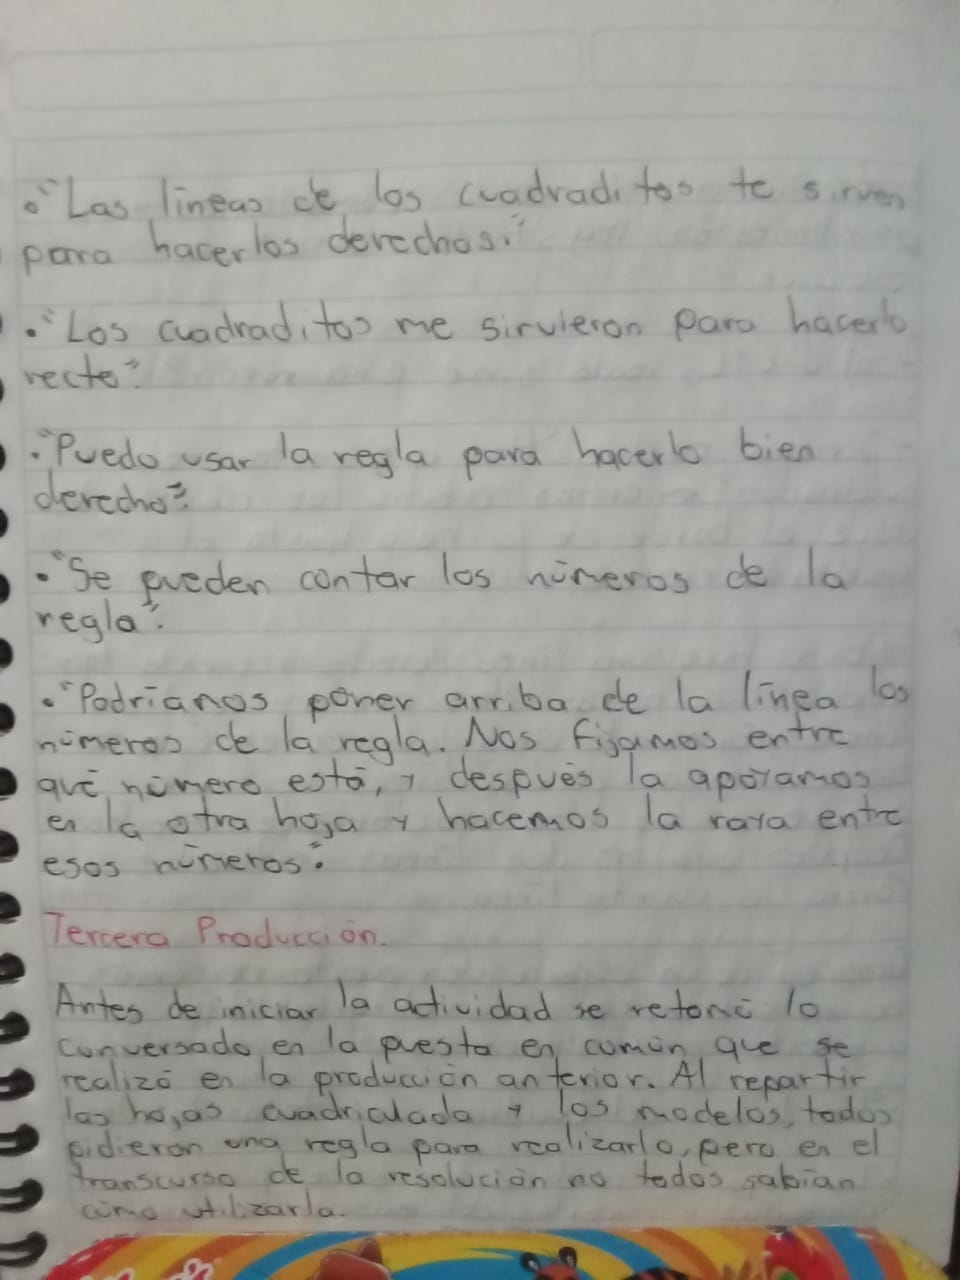 • "Las líneas de los cuadraditos te sirven
para hacerlos derechos."
• "Los cuadraditos me sirvieron para hacerlo
recto".
• "Puedo usar la regla para hacerlo bien
derecho".
• "Se pueden contar los números de la
regla".
• "Podríamos poner arriba de la línea los
números de la regla. Nos fijamos entre
qué número está, y después la apoyamos
en la otra hoja y hacemos la raya entre
esos números".
Tercera Producción.
Antes de iniciar la actividad se retomó lo
conversado en la puesta en común que se
realizó en la producción anterior. Al repartir
las hojas cuadriculada y los modelos, todos
pidieron una regla para realizarlo, pero en el
transcurso de la resolución no todos sabían
cómo utilizarla.